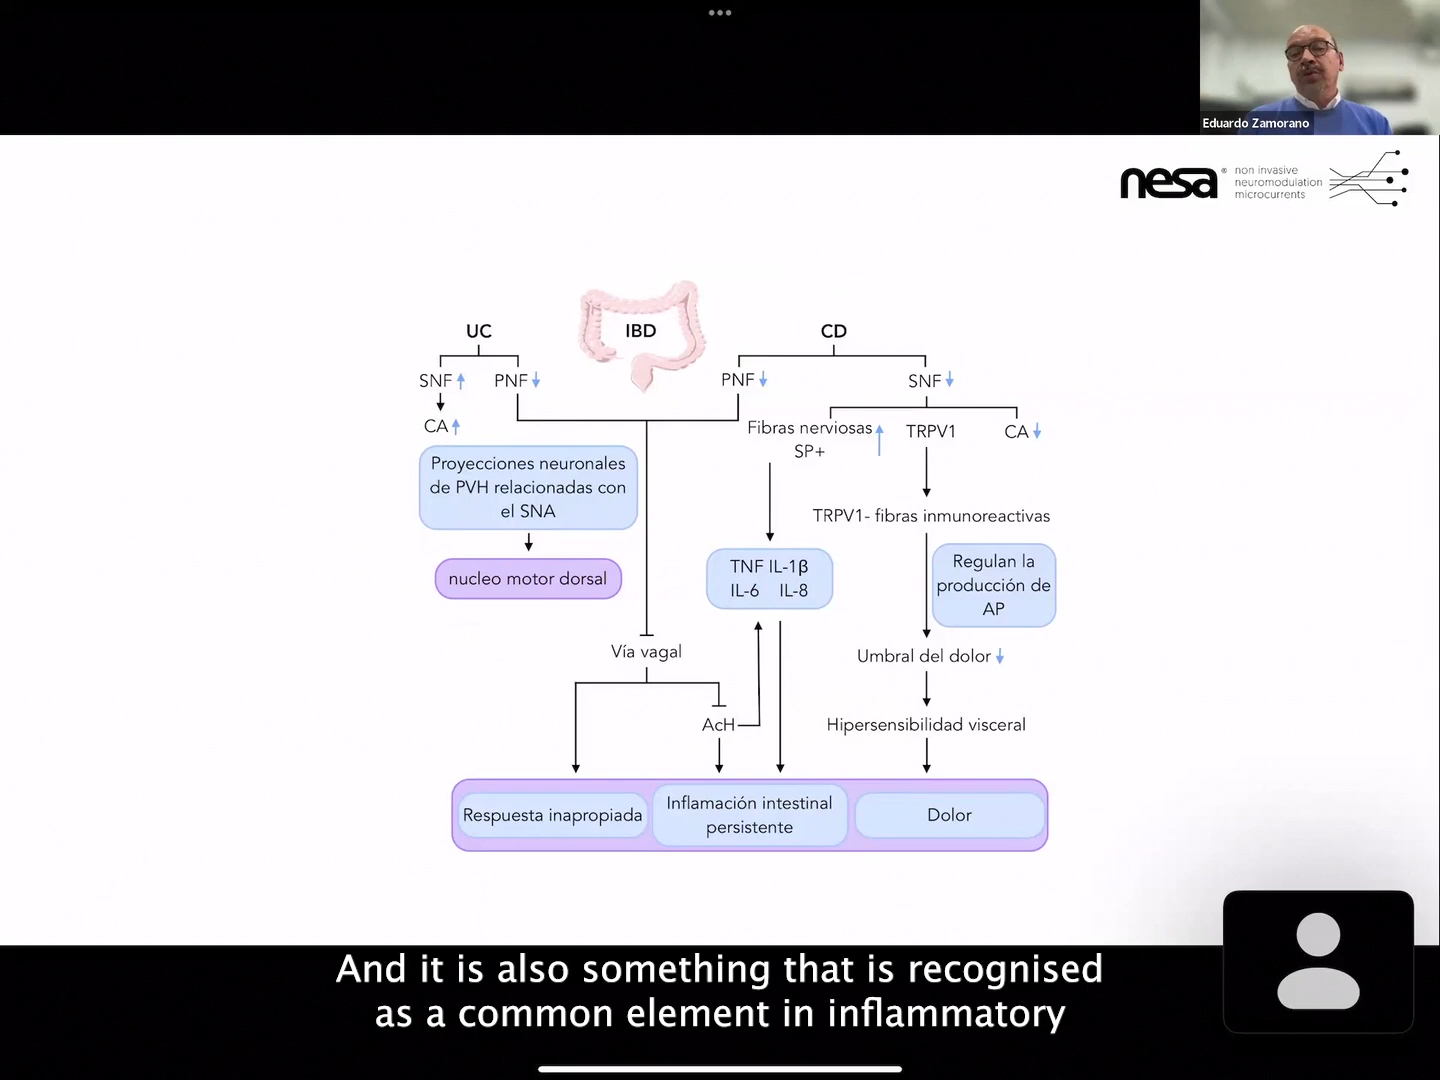 Eduardo Zamorano
nesa®
non invasive
neuromodulation
microcurrents
UC
IBD
CD
SNF
PNF
PNF
SNF
CA
Fibras nerviosas
SP+
TRPV1
CA
Proyecciones neuronales
de PVH relacionadas con
el SNA
TRPV1- fibras inmunoreactivas
nucleo motor dorsal
TNF IL-1β
IL-6 IL-8
Regulan la
producción de
AP
Vía vagal
Umbral del dolor
AcH
Hipersensibilidad visceral
Respuesta inapropiada
Inflamación intestinal
persistente
Dolor
And it is also something that is recognised
as a common element in inflammatory